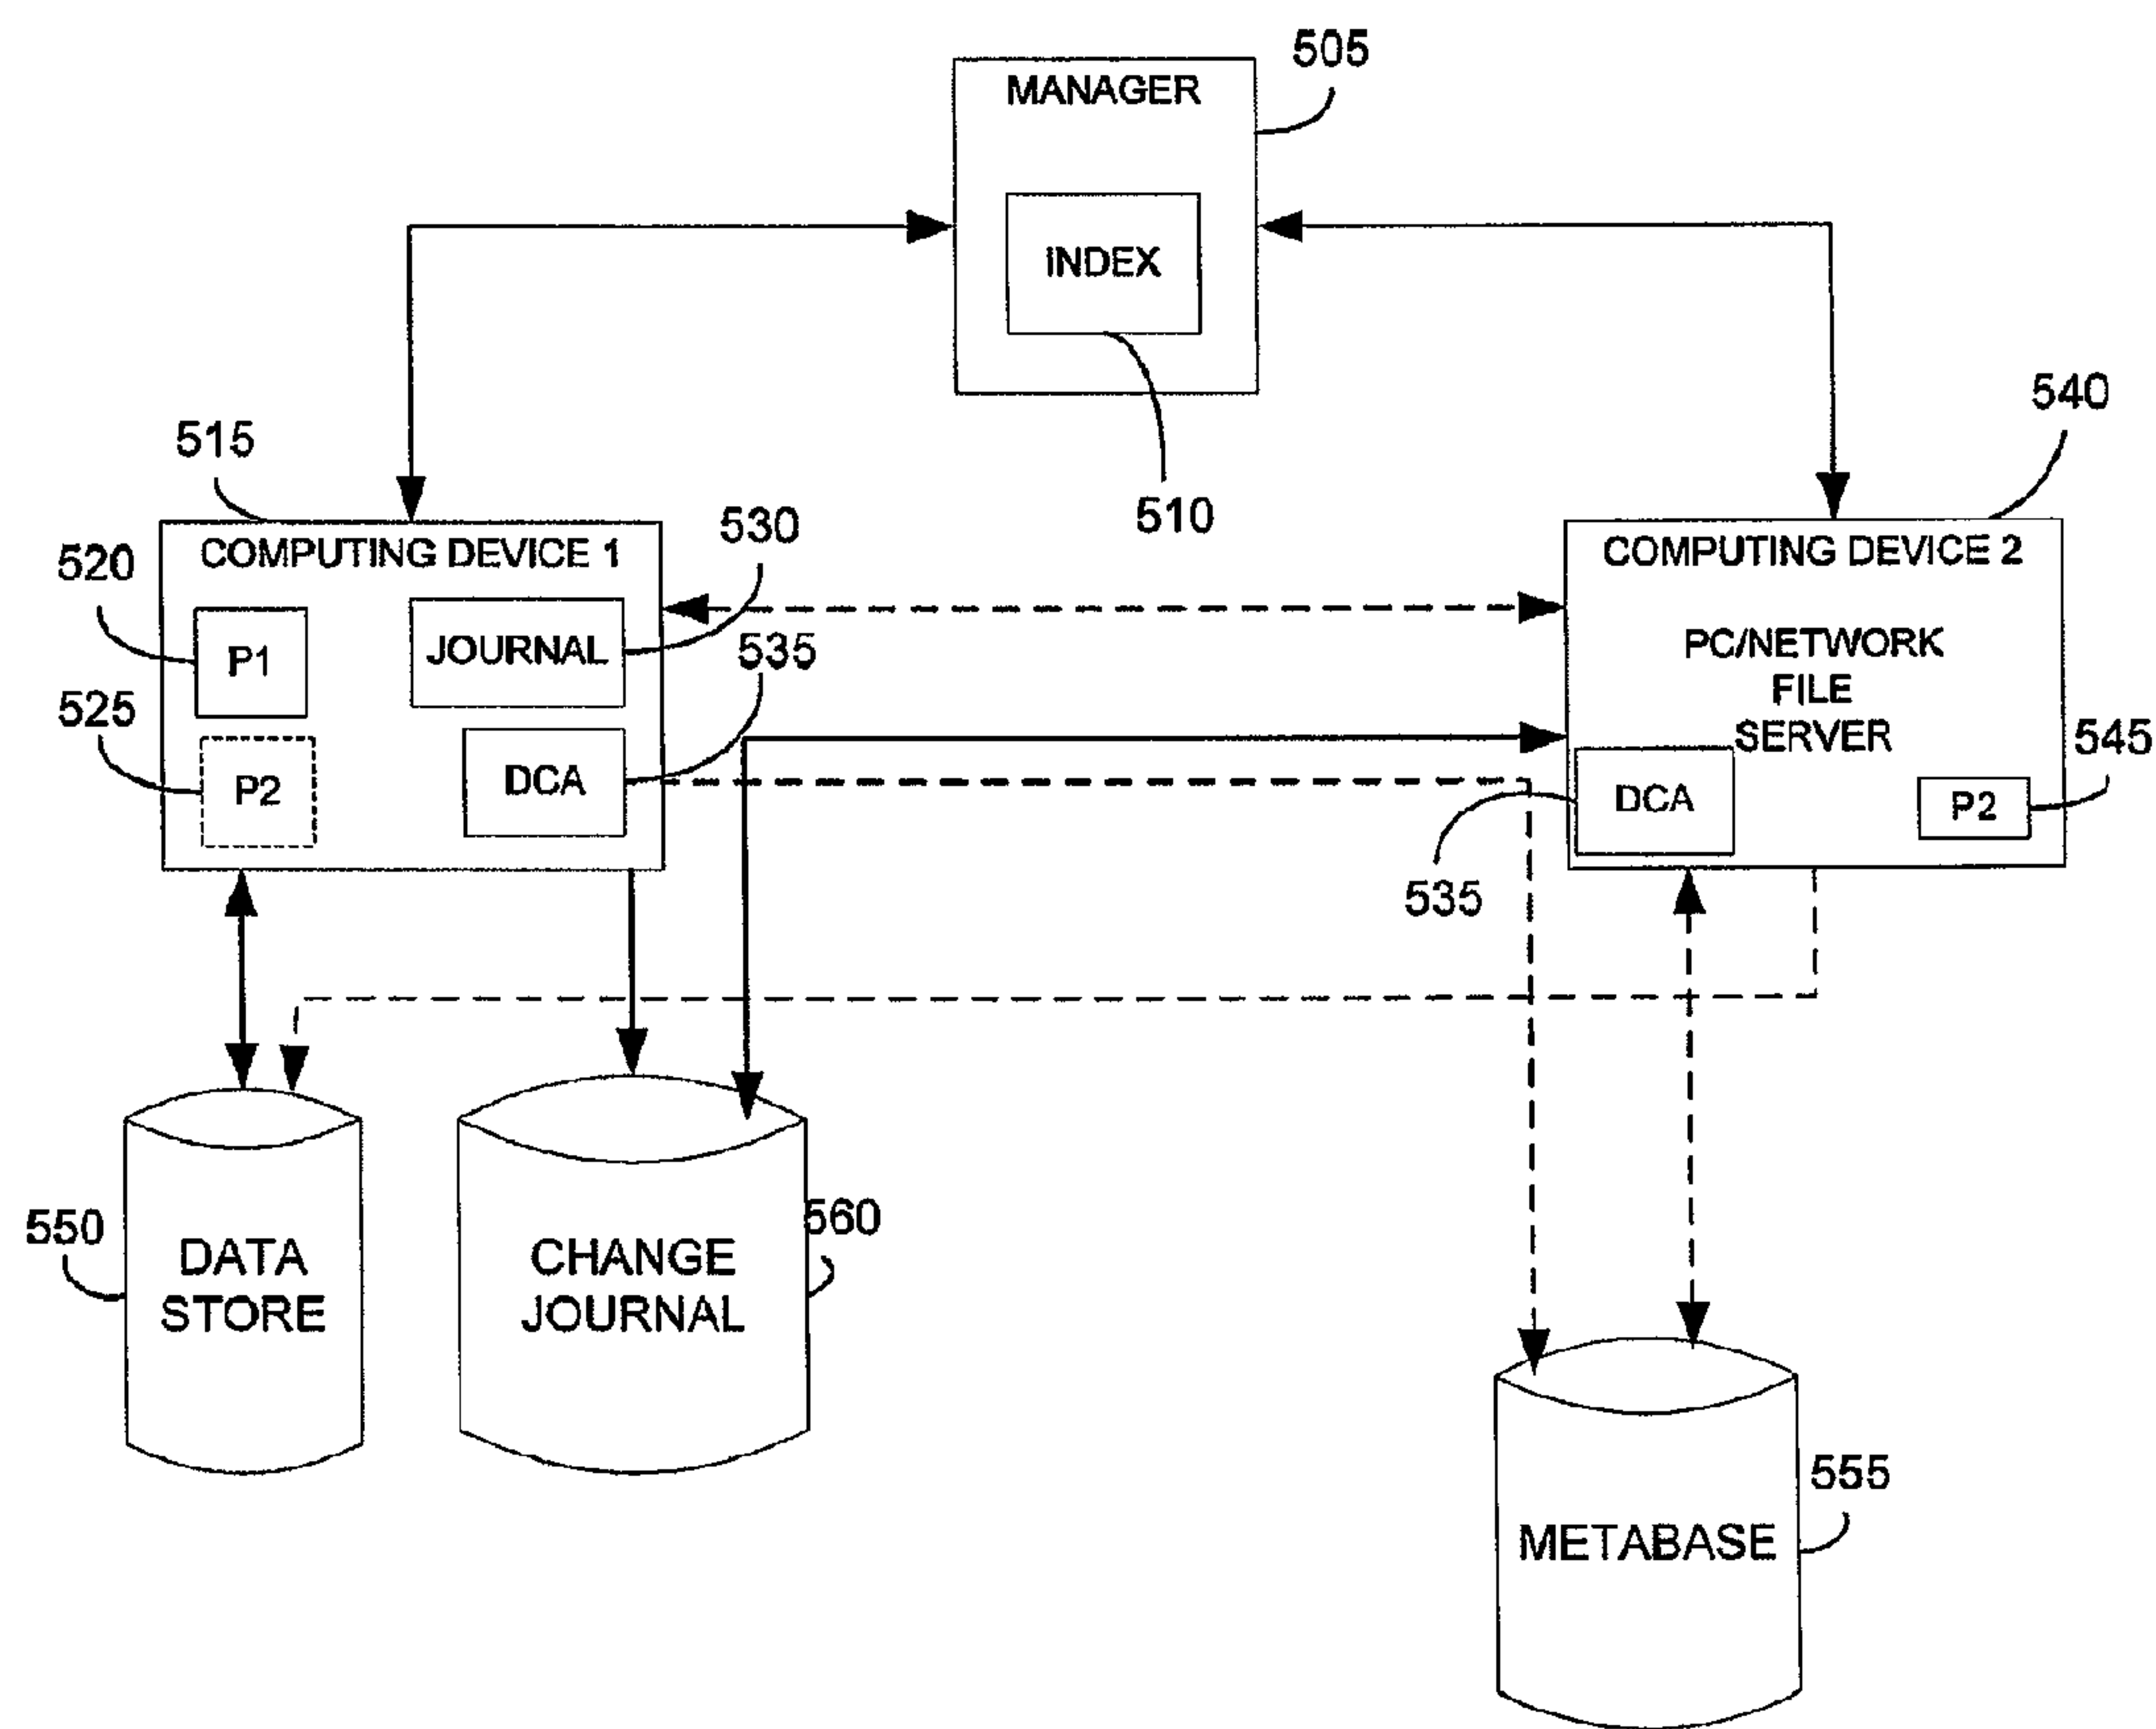 505
MANAGER
INDEX
510
515
COMPUTING DEVICE 1
520
P1
525
P2
530
JOURNAL
535
DCA
540
COMPUTING DEVICE 2
PC/NETWORK
FILE
SERVER
545
DCA
P2
535
550
DATA
STORE
560
CHANGE
JOURNAL
555
METABASE